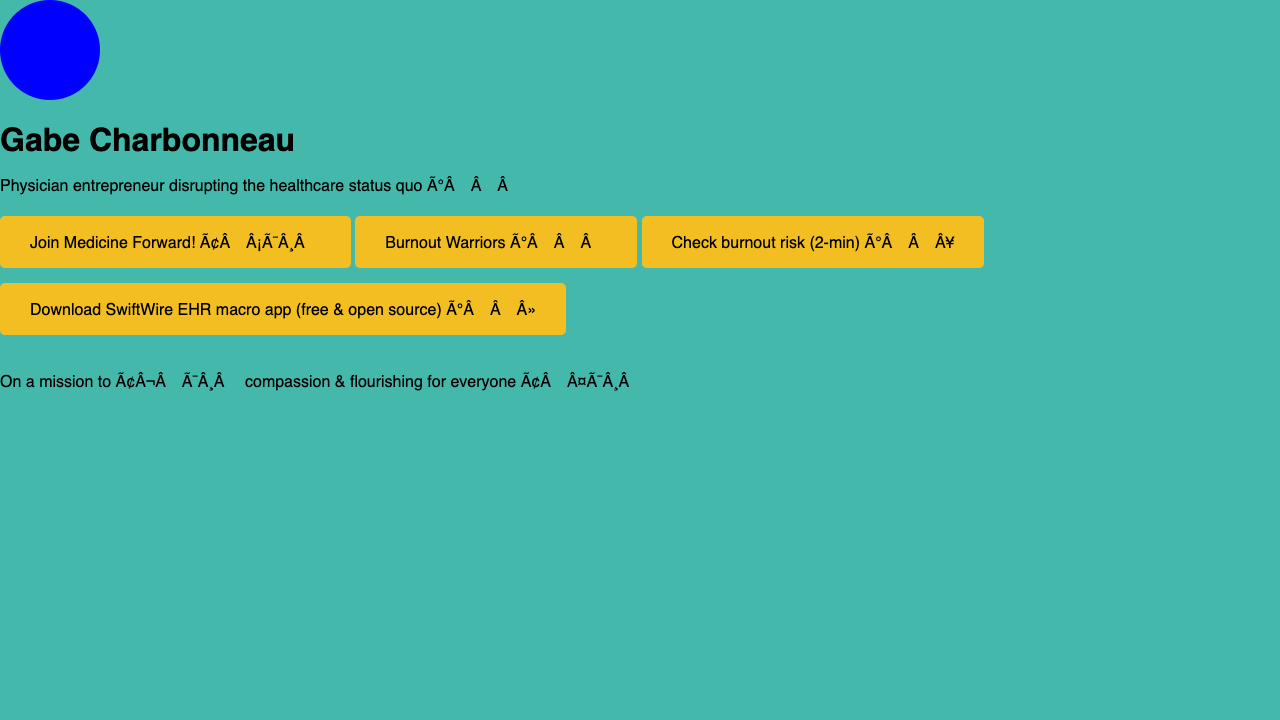 Gabe Charbonneau
Physician entrepreneur disrupting the healthcare status quo Ã°Â Â Â
Join Medicine Forward! Ã¢Â Â¡Ã¯Â¸Â
Burnout Warriors Ã°Â Â Â
Check burnout risk (2-min) Ã°Â Â Â¥
Download SwiftWire EHR macro app (free & open source) Ã°Â Â Â»
On a mission to Ã¢Â¬Â Ã¯Â¸Â compassion & flourishing for everyone Ã¢Â Â¤Ã¯Â¸Â